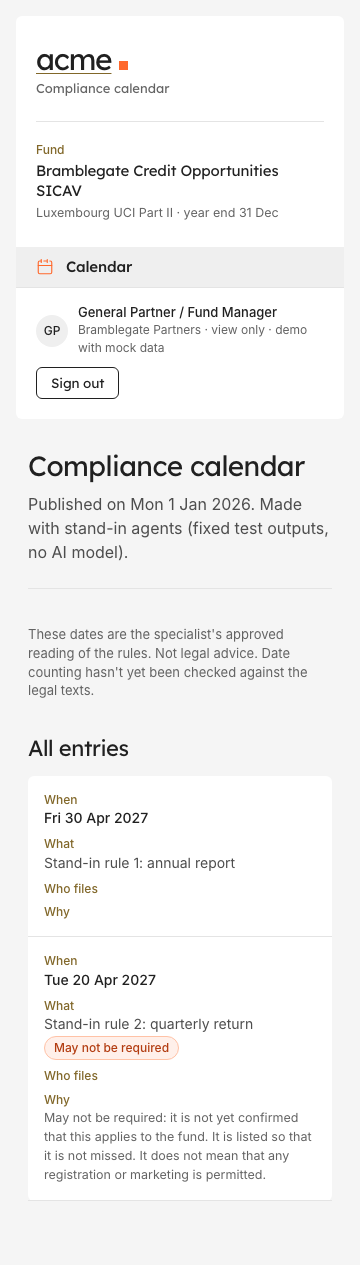 acme
Compliance calendar
Fund
Bramblegate Credit Opportunities
SICAV
Luxembourg UCI Part II · year end 31 Dec
Calendar
GP
General Partner / Fund Manager
Bramblegate Partners · view only · demo
with mock data
Sign out
Compliance calendar
Published on Mon 1 Jan 2026. Made
with stand-in agents (fixed test outputs,
no AI model).
These dates are the specialist's approved
reading of the rules. Not legal advice. Date
counting hasn't yet been checked against the
legal texts.
All entries
When
Fri 30 Apr 2027
What
Stand-in rule 1: annual report
Who files
Why
When
Tue 20 Apr 2027
What
Stand-in rule 2: quarterly return
May not be required
Who files
Why
May not be required: it is not yet confirmed
that this applies to the fund. It is listed so that
it is not missed. It does not mean that any
registration or marketing is permitted.